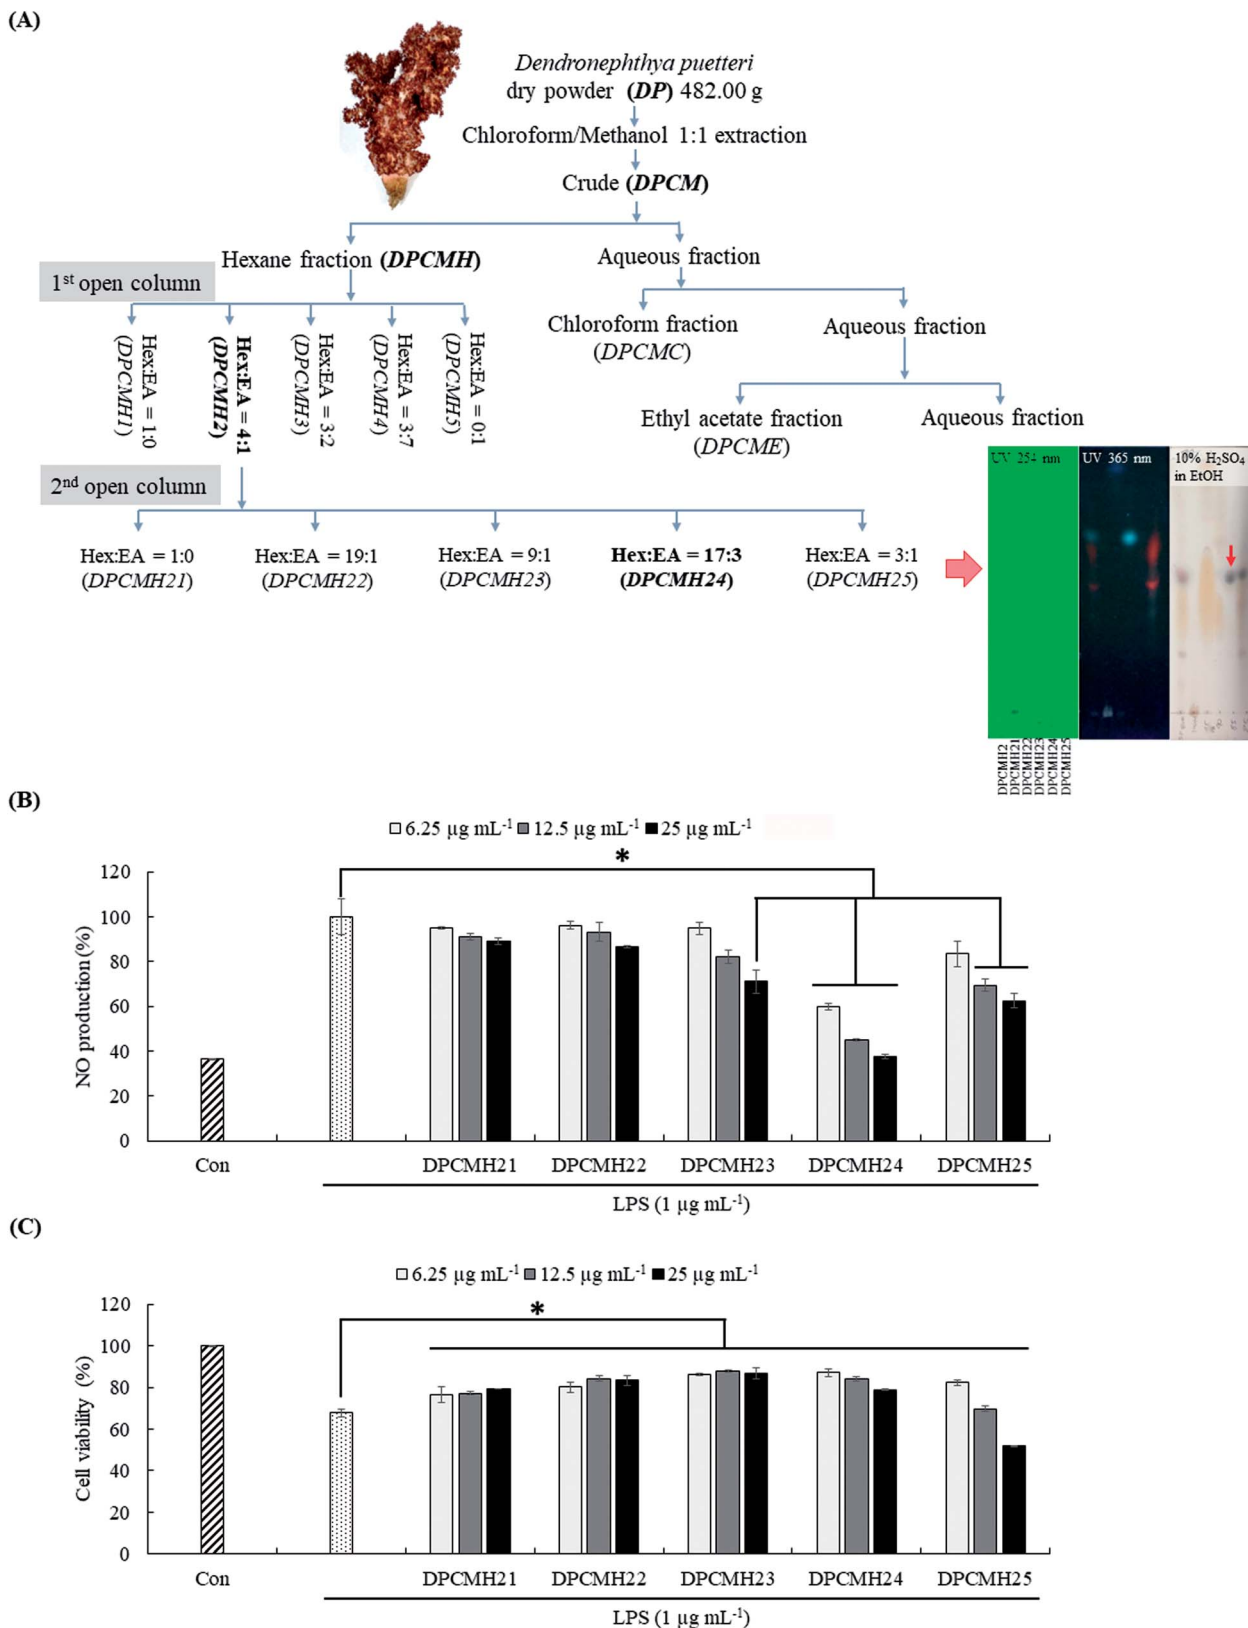 (A)
Dendronephthya puetteri
dry powder (DP) 482.00 g
Chloroform/Methanol 1:1 extraction
Crude (DPCM)
Hexane fraction (DPCMH)
Aqueous fraction
1st open column
Hex:EA = 1:0
(DPCMH1)
Hex:EA = 4:1
(DPCMH2)
Hex:EA = 3:2
(DPCMH3)
Hex:EA = 3:7
(DPCMH4)
Hex:EA = 0:1
(DPCMH5)
Chloroform fraction
(DPCMC)
Aqueous fraction
Ethyl acetate fraction
(DPCME)
Aqueous fraction
2nd open column
Hex:EA = 1:0
(DPCMH21)
Hex:EA = 19:1
(DPCMH22)
Hex:EA = 9:1
(DPCMH23)
Hex:EA = 17:3
(DPCMH24)
Hex:EA = 3:1
(DPCMH25)
UV 254 nm
UV 365 nm
10% H2SO4
in EtOH
DPCMH2
DPCMH21
DPCMH22
DPCMH23
DPCMH24
DPCMH25
(B)
6.25 µg mL-1 12.5 µg mL-1 25 µg mL-1
*
NO production (%)
120
100
80
60
40
20
0
Con DPCMH21 DPCMH22 DPCMH23 DPCMH24 DPCMH25
LPS (1 µg mL-1)
(C)
6.25 µg mL-1 12.5 µg mL-1 25 µg mL-1
*
Cell viability (%)
120
100
80
60
40
20
0
Con DPCMH21 DPCMH22 DPCMH23 DPCMH24 DPCMH25
LPS (1 µg mL-1)